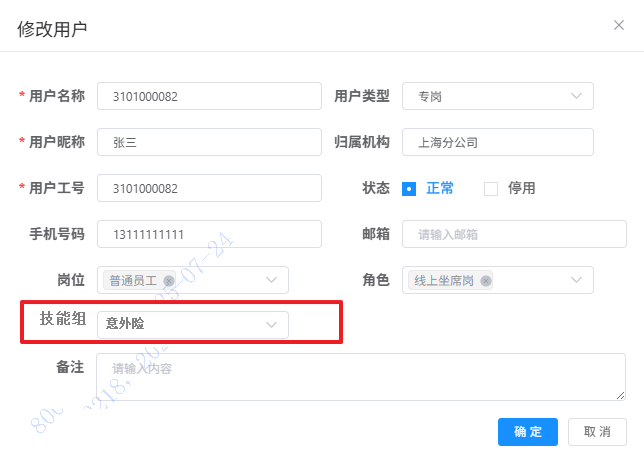 修改用户
* 用户名称 3101000082 用户类型 专岗
* 用户昵称 张三 归属机构 上海分公司
* 用户工号 3101000082 状态 正常 停用
手机号码 13111111111 邮箱 请输入邮箱
岗位 普通员工 角色 线上坐席岗
技能组 意外险
备注 请输入内容
确 定 取 消